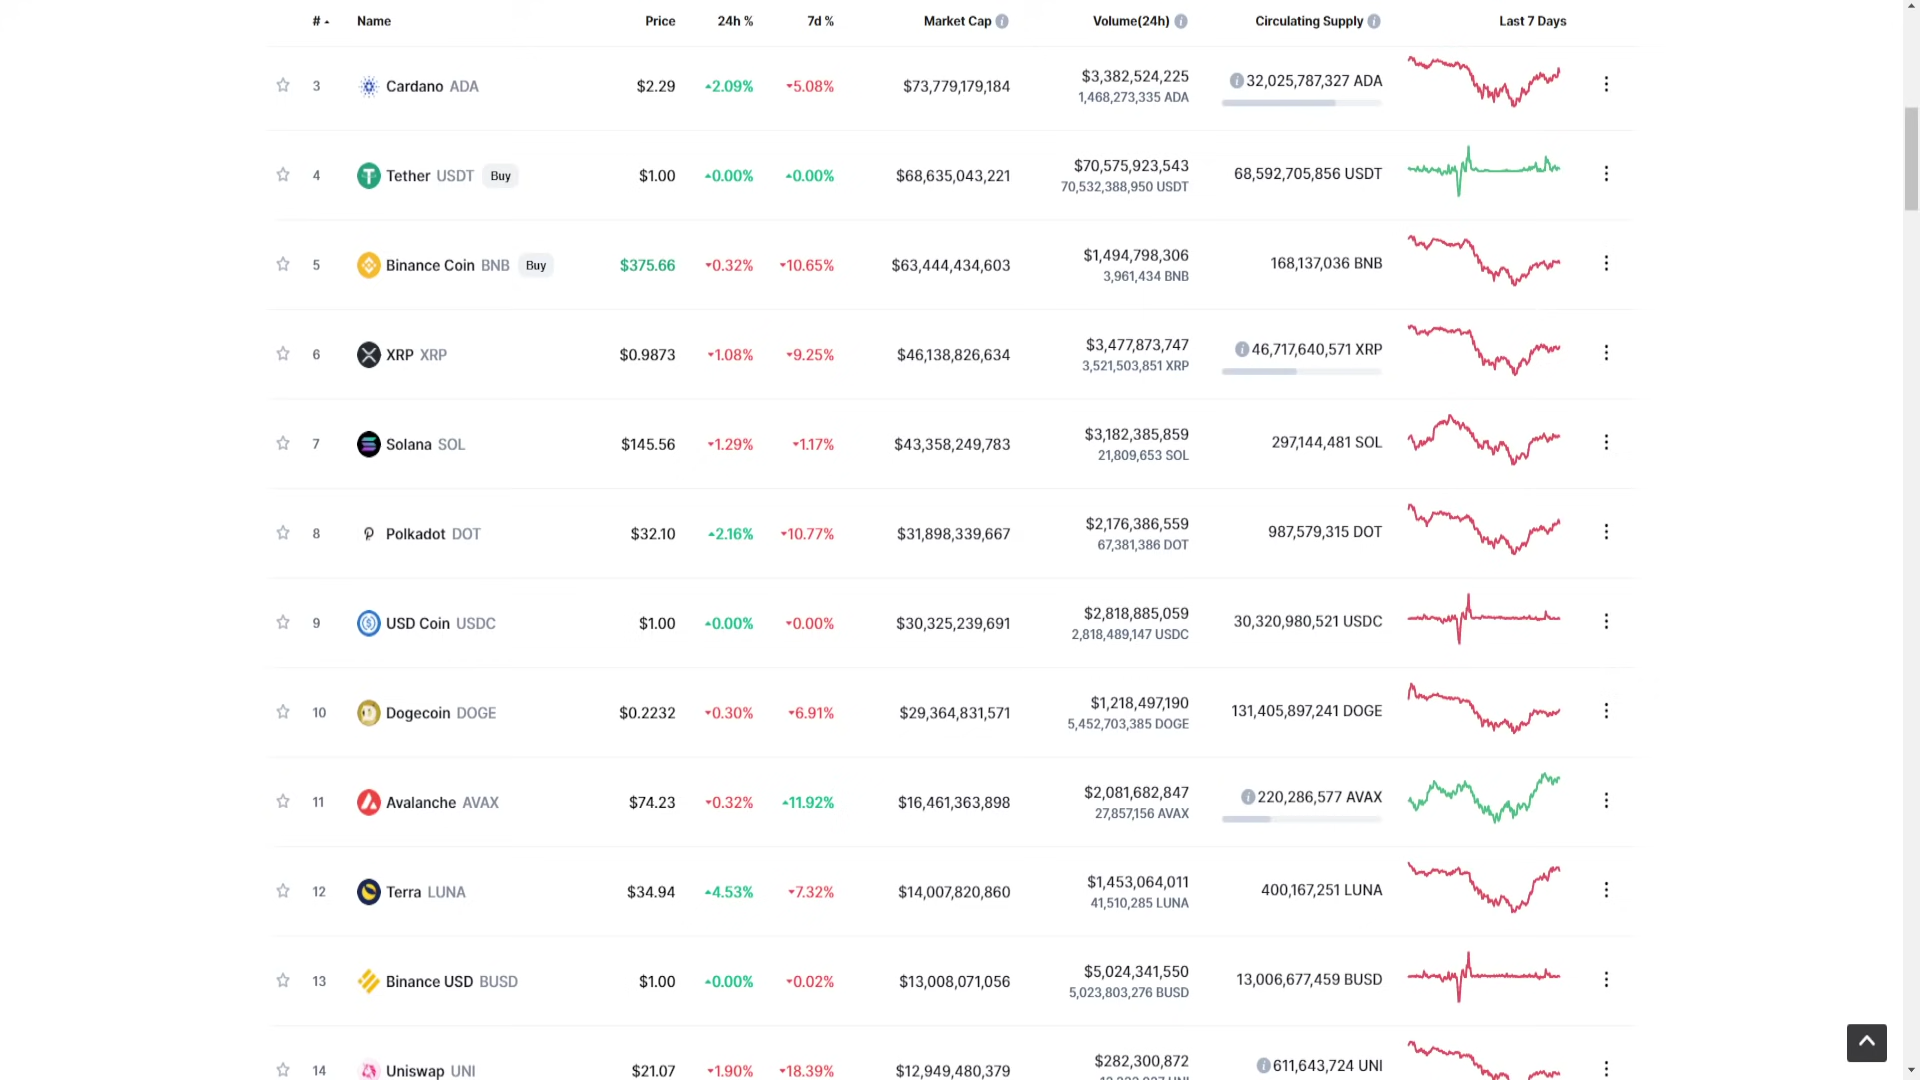 # Name Price 24h % 7d % Market Cap Volume(24h) Circulating Supply Last 7 Days
3 Cardano ADA $2.29 2.09% 5.08% $73,779,179,184 $3,382,524,225 32,025,787,327 ADA
1,468,273,335 ADA
4 Tether USDT Buy $1.00 0.00% 0.00% $68,635,043,221 $70,575,923,543 68,592,705,856 USDT
70,532,388,950 USDT
5 Binance Coin BNB Buy $375.66 0.32% 10.65% $63,444,434,603 $1,494,798,306 168,137,036 BNB
3,961,434 BNB
6 XRP XRP $0.9873 1.08% 9.25% $46,138,826,634 $3,477,873,747 46,717,640,571 XRP
3,521,503,851 XRP
7 Solana SOL $145.56 1.29% 1.17% $43,358,249,783 $3,182,385,859 297,144,481 SOL
21,809,653 SOL
8 Polkadot DOT $32.10 2.16% 10.77% $31,898,339,667 $2,176,386,559 987,579,315 DOT
67,381,386 DOT
9 USD Coin USDC $1.00 0.00% 0.00% $30,325,239,691 $2,818,885,059 30,320,980,521 USDC
2,818,489,147 USDC
10 Dogecoin DOGE $0.2232 0.30% 6.91% $29,364,831,571 $1,218,497,190 131,405,897,241 DOGE
5,452,703,385 DOGE
11 Avalanche AVAX $74.23 0.32% 11.92% $16,461,363,898 $2,081,682,847 220,286,577 AVAX
27,857,156 AVAX
12 Terra LUNA $34.94 4.53% 7.32% $14,007,820,860 $1,453,064,011 400,167,251 LUNA
41,510,285 LUNA
13 Binance USD BUSD $1.00 0.00% 0.02% $13,008,071,056 $5,024,341,550 13,006,677,459 BUSD
5,023,803,276 BUSD
14 Uniswap UNI $21.07 1.90% 18.39% $12,949,480,379 $282,300,872 611,643,724 UNI